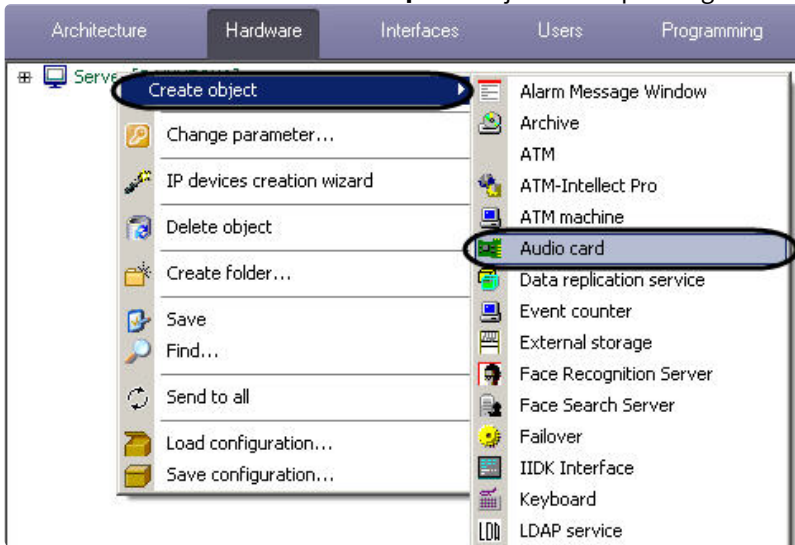 Architecture Hardware Interfaces Users Programming
Create object
Change parameter...
IP devices creation wizard
Delete object
Create folder...
Save
Find...
Send to all
Load configuration...
Save configuration...
Alarm Message Window
Archive
ATM
ATM-Intellect Pro
ATM machine
Audio card
Data replication service
Event counter
External storage
Face Recognition Server
Face Search Server
Failover
IIDK Interface
Keyboard
LDAP service